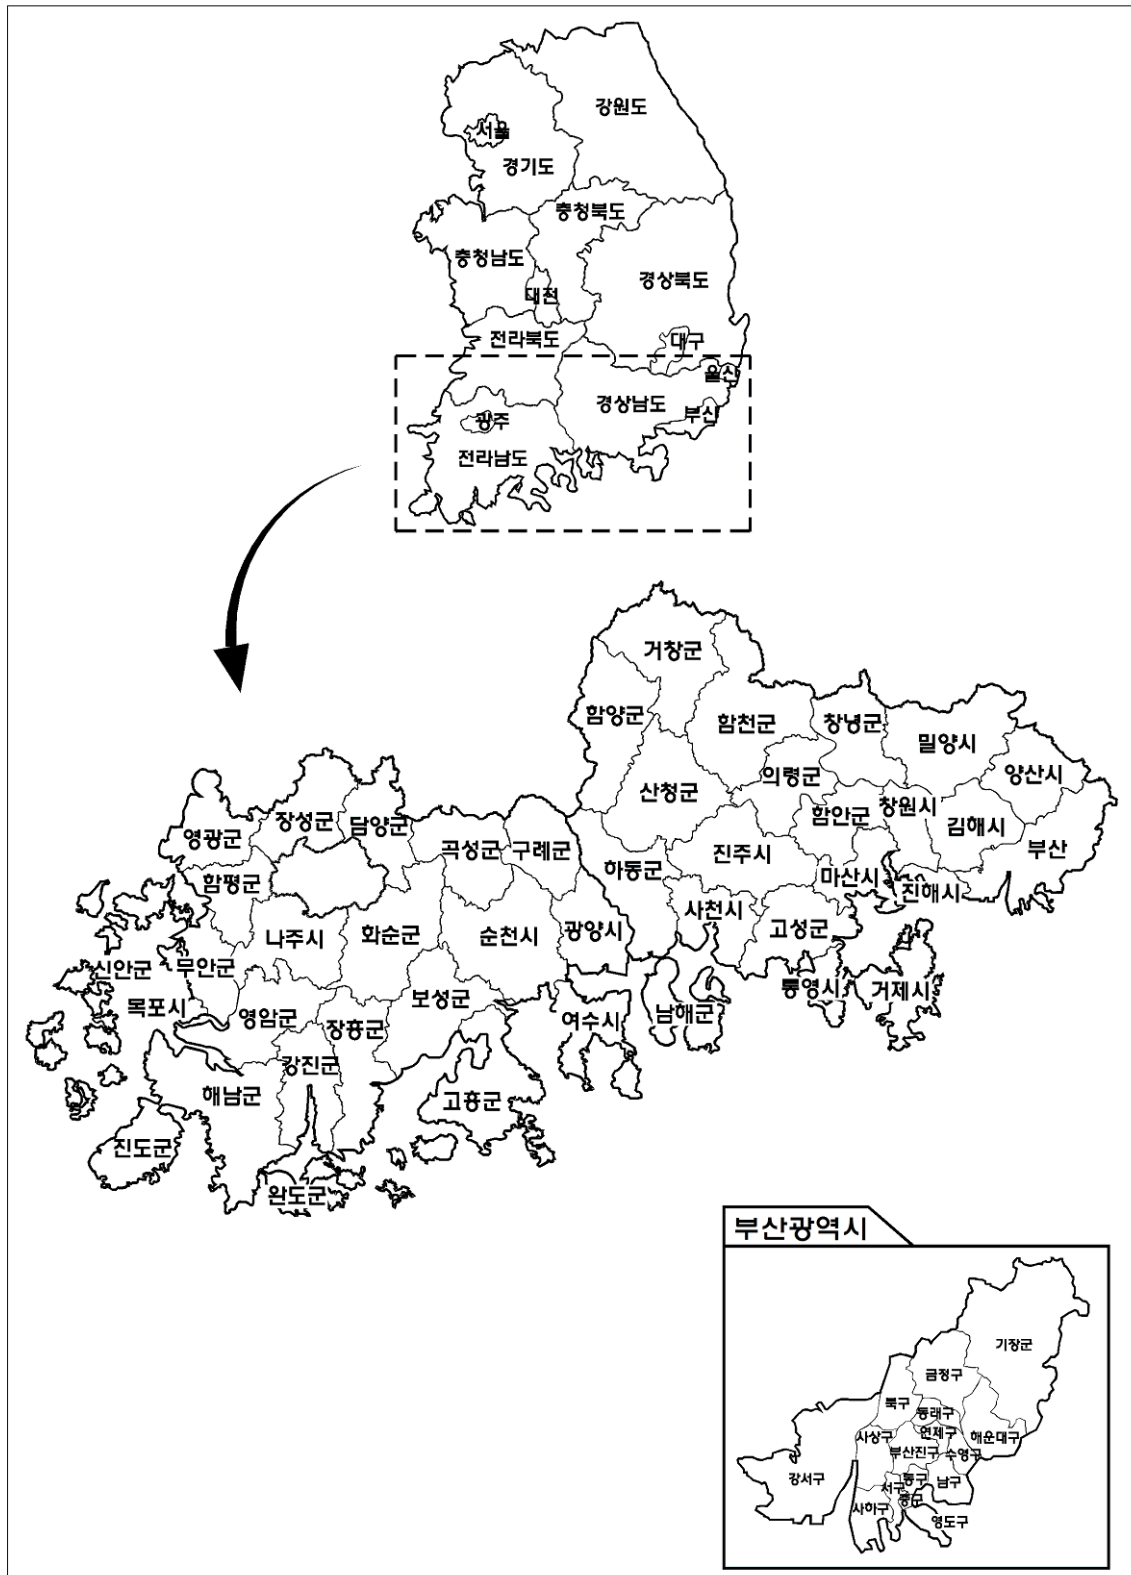 강원도
서울
경기도
충청북도
충청남도
경상북도
대전
전라북도
대구
울산
경상남도
부산
광주
전라남도
거창군
함양군
함천군
창녕군
밀양시
의령군
양산시
산청군
창원시
함안군
김해시
장성군
담양군
영광군
곡성군
구례군
하동군
진주시
마산시
부산
함평군
진해시
사천시
고성군
나주시
화순군
순천시
광양시
신안군
무안군
통영시
거제시
목포시
영암군
장흥군
보성군
여수시
남해군
강진군
해남군
고흥군
진도군
완도군
부산광역시
기장군
금정구
북구
동래구
연제구
사상구
해운대구
부산진구
수영구
강서구
동구
남구
서구
중구
사하구
영도구